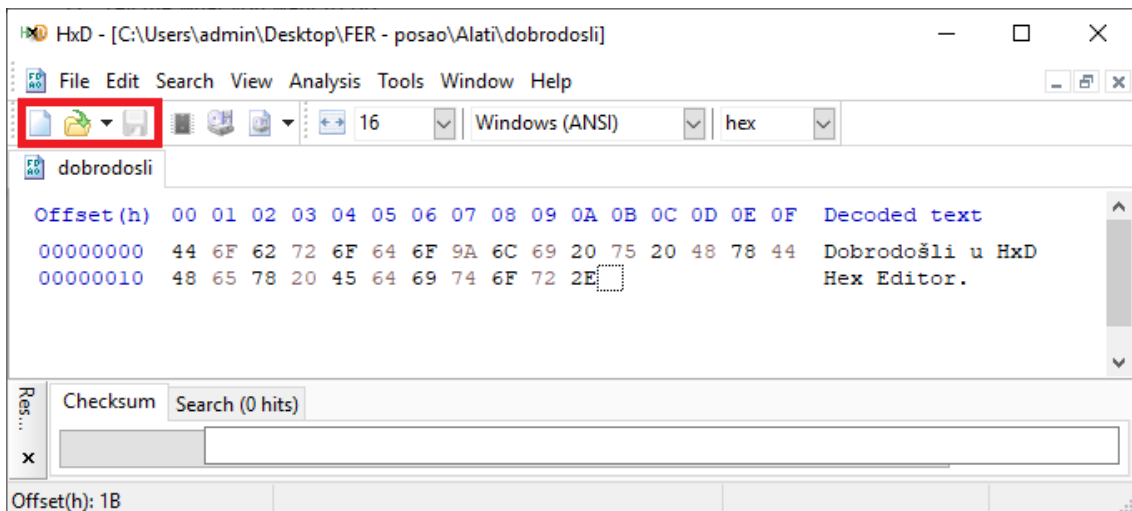 HxD - [C:\Users\admin\Desktop\FER - posao\Alati\dobrodosli]
File Edit Search View Analysis Tools Window Help
16 Windows (ANSI) hex
dobrodosli
Offset(h) 00 01 02 03 04 05 06 07 08 09 0A 0B 0C 0D 0E 0F Decoded text
00000000 44 6F 62 72 6F 64 6F 9A 6C 69 20 75 20 48 78 44 Dobrodošli u HxD
00000010 48 65 78 20 45 64 69 74 6F 72 2E Hex Editor.
Res...
Checksum Search (0 hits)
Offset(h): 1B